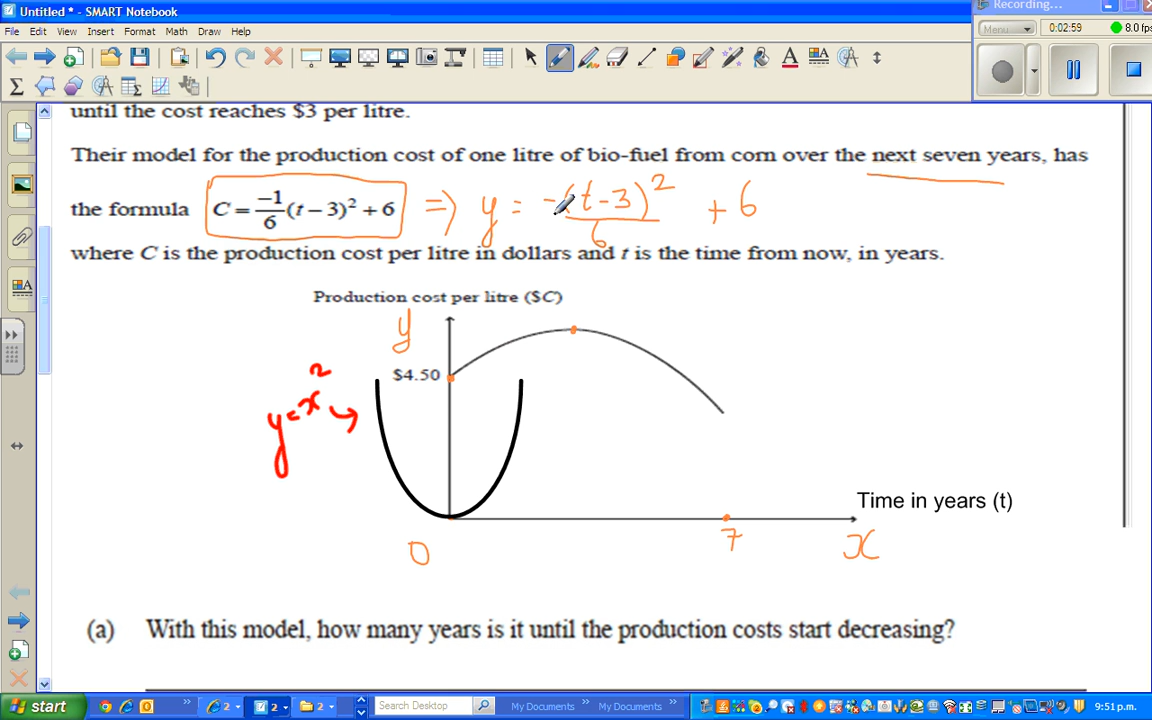 Untitled * - SMART Notebook
Recording...
File Edit View Insert Format Math Draw Help
Menu
0:02:59
8.0 fp
until the cost reaches $3 per litre.
Their model for the production cost of one litre of bio-fuel from corn over the next seven years, has
the formula C = -1/6 (t – 3)² + 6 ⇒ y = -(t-3)²/6 + 6
where C is the production cost per litre in dollars and t is the time from now, in years.
Production cost per litre ($C)
y
$4.50
y = x²
Time in years (t)
0
7
x
(a) With this model, how many years is it until the production costs start decreasing?
start
2
2
2
Search Desktop
My Documents
My Documents
9:51 p.m.